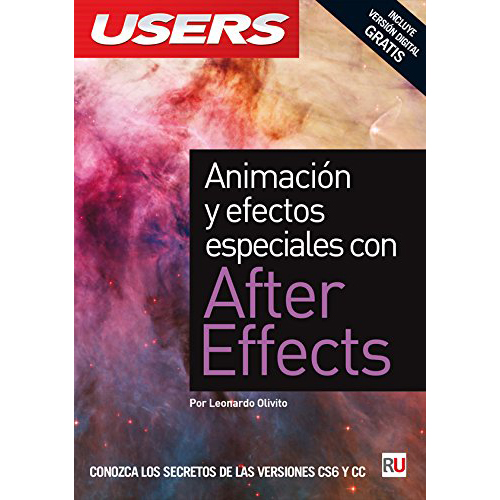 USERS
INCLUYE
VERSIÓN DIGITAL
GRATIS
Animación
y efectos
especiales con
After
Effects
Por Leonardo Olivito
CONOZCA LOS SECRETOS DE LAS VERSIONES CS6 Y CC
RU